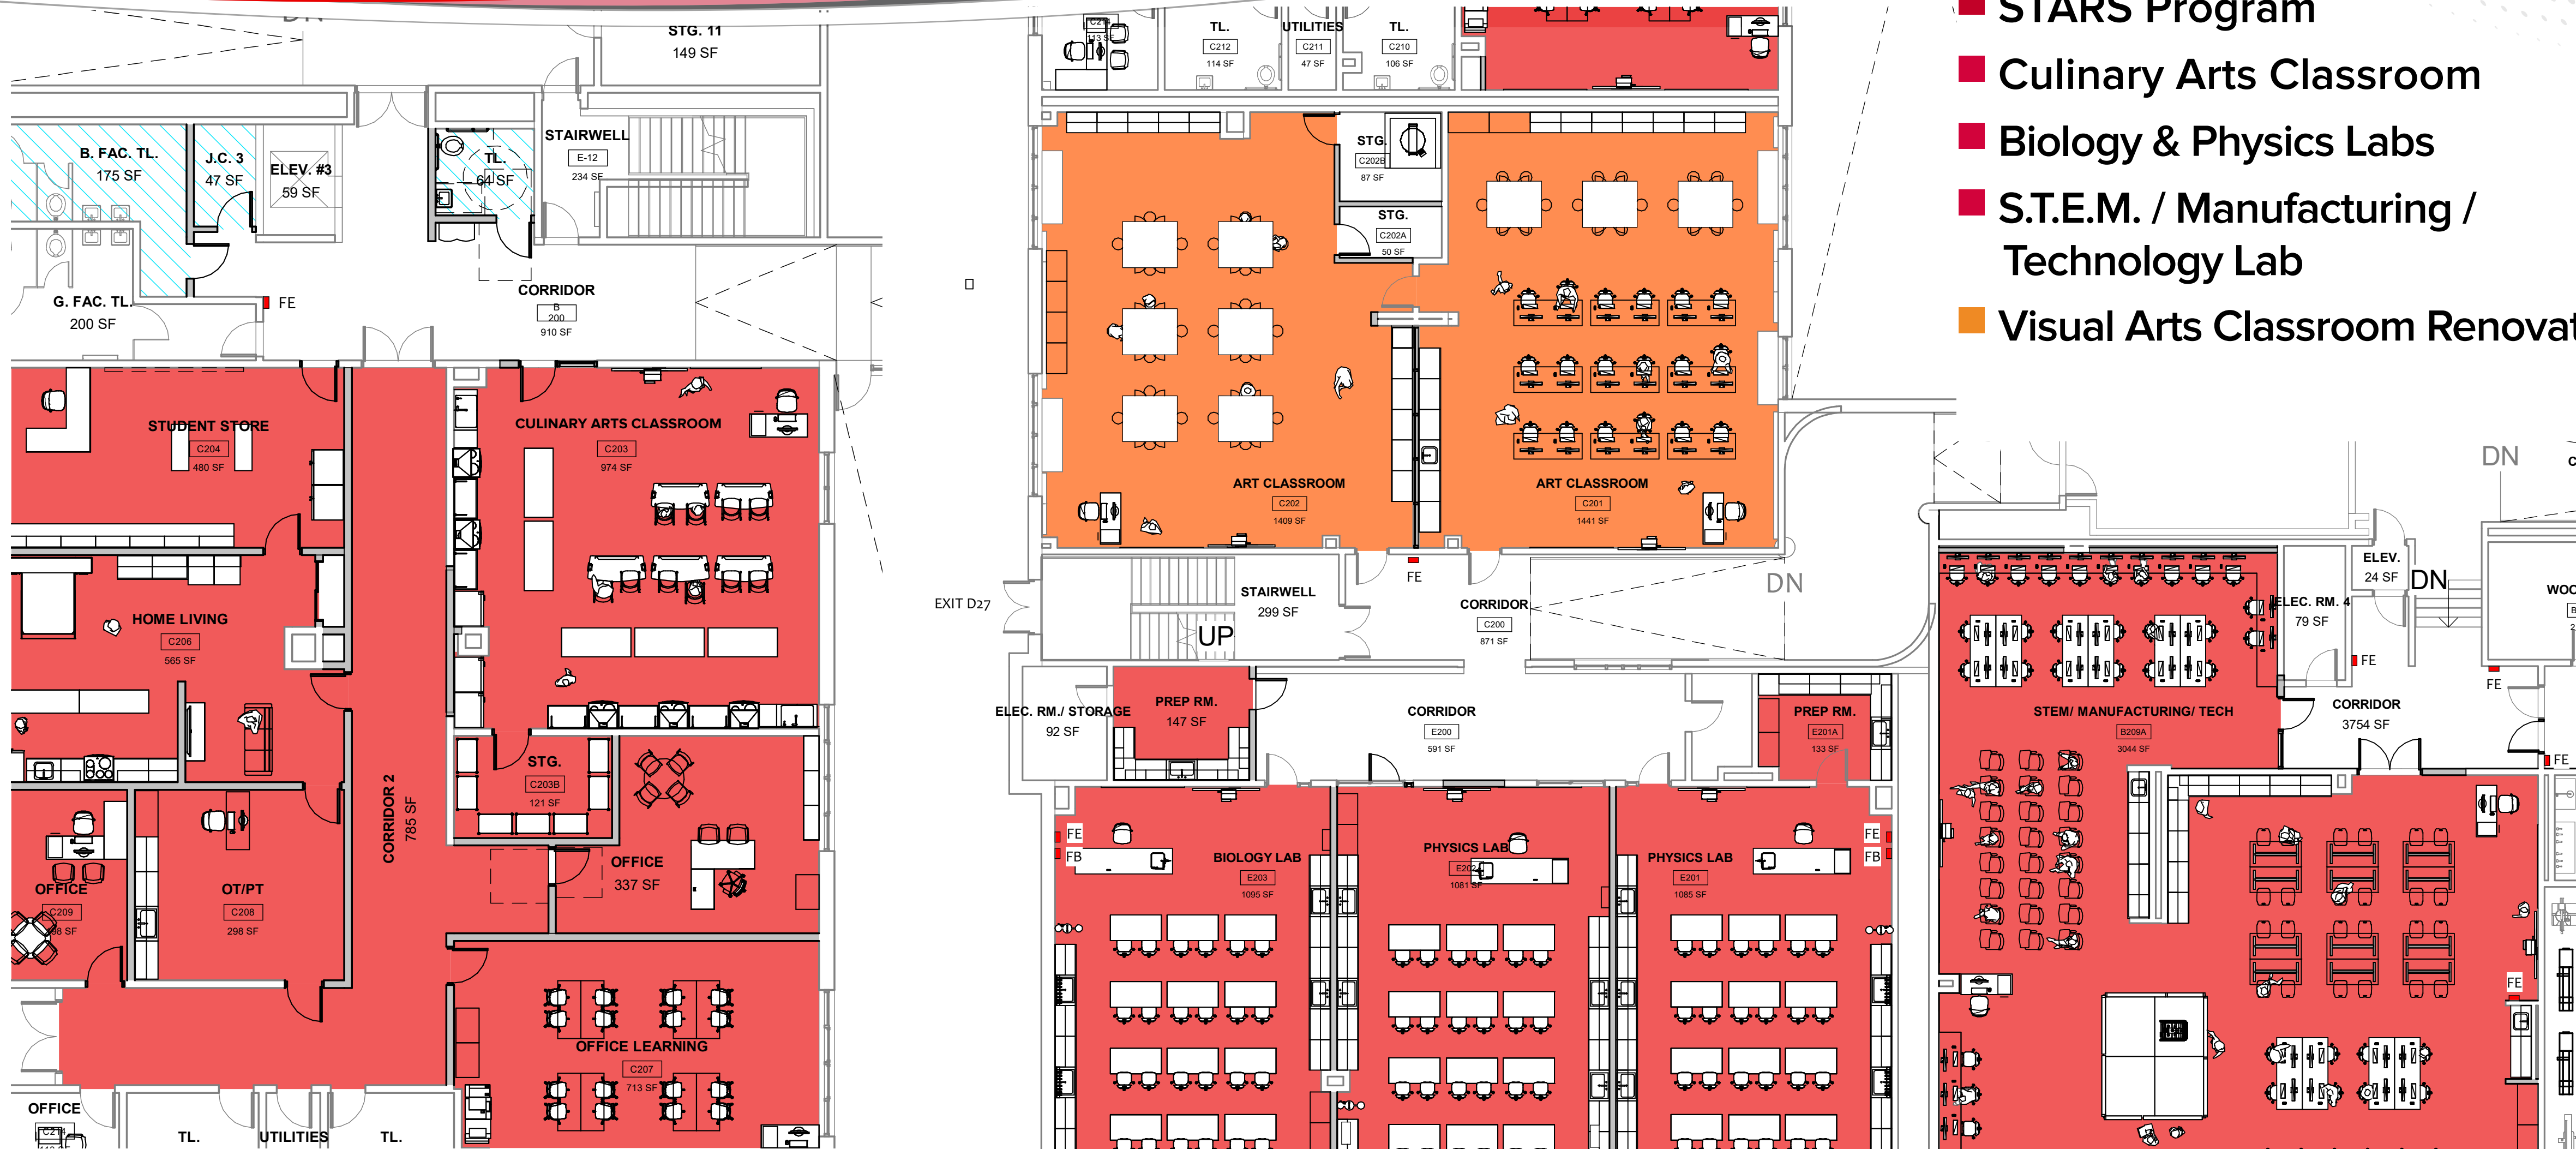 STARS Program
Culinary Arts Classroom
Biology & Physics Labs
S.T.E.M. / Manufacturing /
Technology Lab
Visual Arts Classroom Renovat
STG. 11
149 SF
STAIRWELL
E-12
234 SF
B. FAC. TL.
175 SF
J.C. 3
47 SF
ELEV. #3
59 SF
TL.
64 SF
G. FAC. TL.
200 SF
FE
CORRIDOR
B
200
910 SF
STUDENT STORE
C204
480 SF
CULINARY ARTS CLASSROOM
C203
974 SF
HOME LIVING
C206
565 SF
CORRIDOR 2
785 SF
STG.
C203B
121 SF
OFFICE
337 SF
OFFICE
C209
98 SF
OT/PT
C208
298 SF
OFFICE LEARNING
C207
713 SF
OFFICE
TL.
UTILITIES
TL.
TL.
C212
114 SF
UTILITIES
C211
47 SF
TL.
C210
106 SF
STG.
C202B
87 SF
STG.
C202A
50 SF
ART CLASSROOM
C202
1409 SF
ART CLASSROOM
C201
1441 SF
FE
EXIT D27
STAIRWELL
299 SF
UP
CORRIDOR
C200
871 SF
DN
ELEC. RM./ STORAGE
92 SF
PREP RM.
147 SF
CORRIDOR
E200
591 SF
PREP RM.
E201A
133 SF
FE
FB
BIOLOGY LAB
E203
1095 SF
PHYSICS LAB
E202
1081 SF
PHYSICS LAB
E201
1085 SF
FE
FB
DN
ELEV.
24 SF
DN
ELEC. RM. 4
79 SF
FE
FE
STEM/ MANUFACTURING/ TECH
B209A
3044 SF
CORRIDOR
3754 SF
FE
FE
WOO